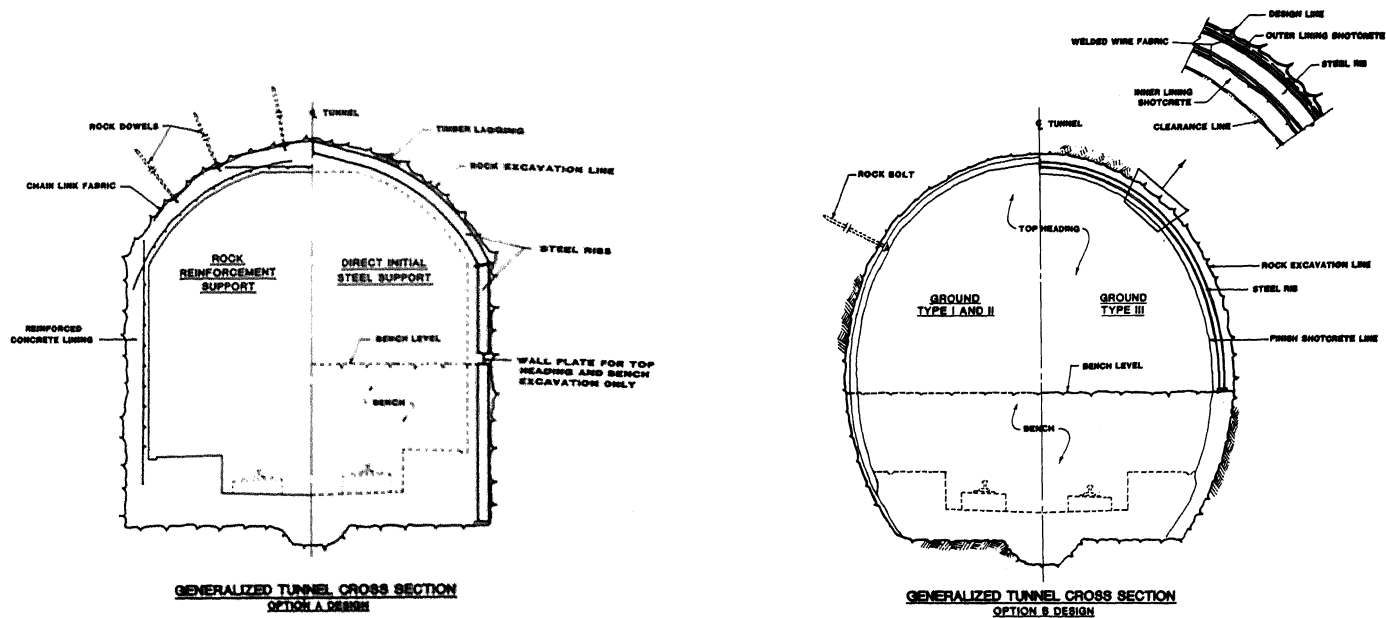 ℄ TUNNEL
ROCK DOWELS
TIMBER LAGGING
ROCK EXCAVATION LINE
CHAIN LINK FABRIC
STEEL RIBS
ROCK
REINFORCEMENT
SUPPORT
DIRECT INITIAL
STEEL SUPPORT
REINFORCED
CONCRETE LINING
BENCH LEVEL
WALL PLATE FOR TOP
HEADING AND BENCH
EXCAVATION ONLY
BENCH
GENERALIZED TUNNEL CROSS SECTION
OPTION A DESIGN
DESIGN LINE
OUTER LINING SHOTCRETE
WELDED WIRE FABRIC
STEEL RIB
INNER LINING
SHOTCRETE
CLEARANCE LINE
℄ TUNNEL
ROCK BOLT
TOP HEADING
ROCK EXCAVATION LINE
STEEL RIB
GROUND
TYPE I AND II
GROUND
TYPE III
FINISH SHOTCRETE LINE
BENCH LEVEL
BENCH
GENERALIZED TUNNEL CROSS SECTION
OPTION B DESIGN